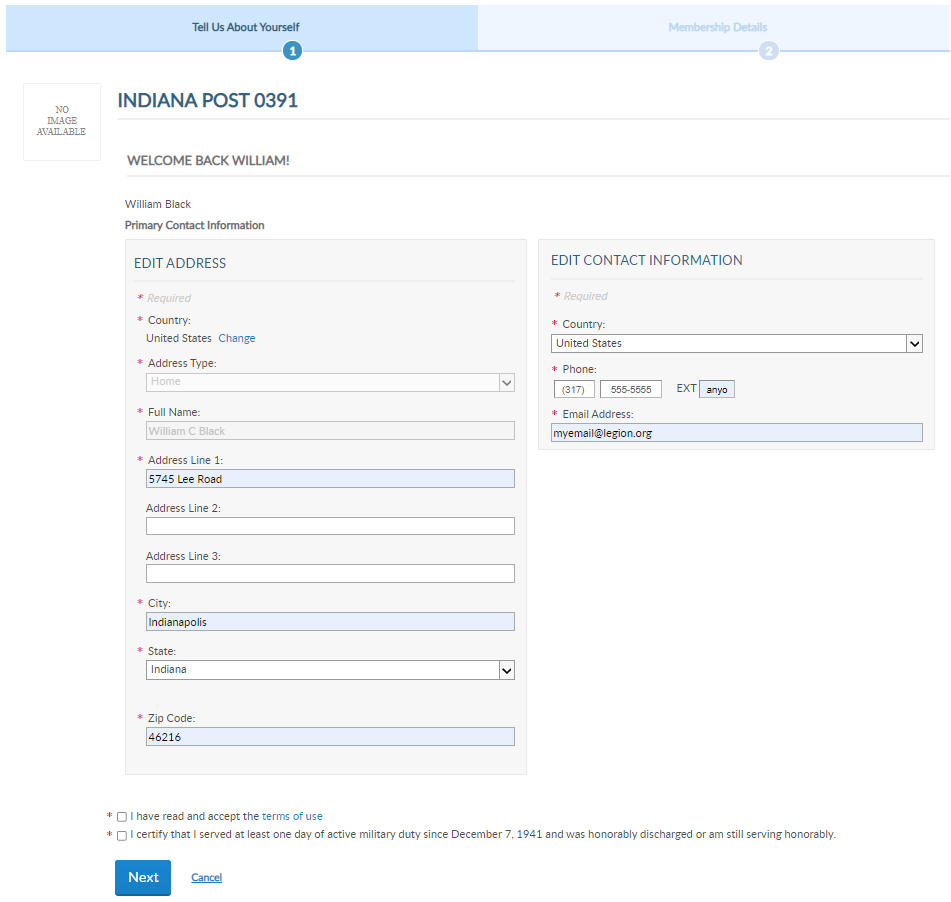 Tell Us About Yourself
Membership Details
1
2
NO
IMAGE
AVAILABLE
INDIANA POST 0391
WELCOME BACK WILLIAM!
William Black
Primary Contact Information
EDIT ADDRESS
* Required
* Country:
United States Change
* Address Type:
Home
* Full Name:
William C Black
* Address Line 1:
5745 Lee Road
Address Line 2:
Address Line 3:
* City:
Indianapolis
* State:
Indiana
* Zip Code:
46216
EDIT CONTACT INFORMATION
* Required
* Country:
United States
* Phone:
(317) 555-5555 EXT anyo
* Email Address:
myemail@legion.org
* I have read and accept the terms of use
* I certify that I served at least one day of active military duty since December 7, 1941 and was honorably discharged or am still serving honorably.
Next Cancel